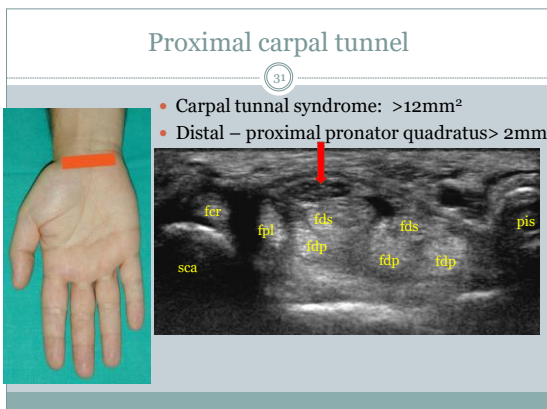 Proximal carpal tunnel
31
• Carpal tunnal syndrome: >12mm²
• Distal – proximal pronator quadratus> 2mm
fcr
fpl
fds
fds
pis
fdp
fdp
fdp
sca